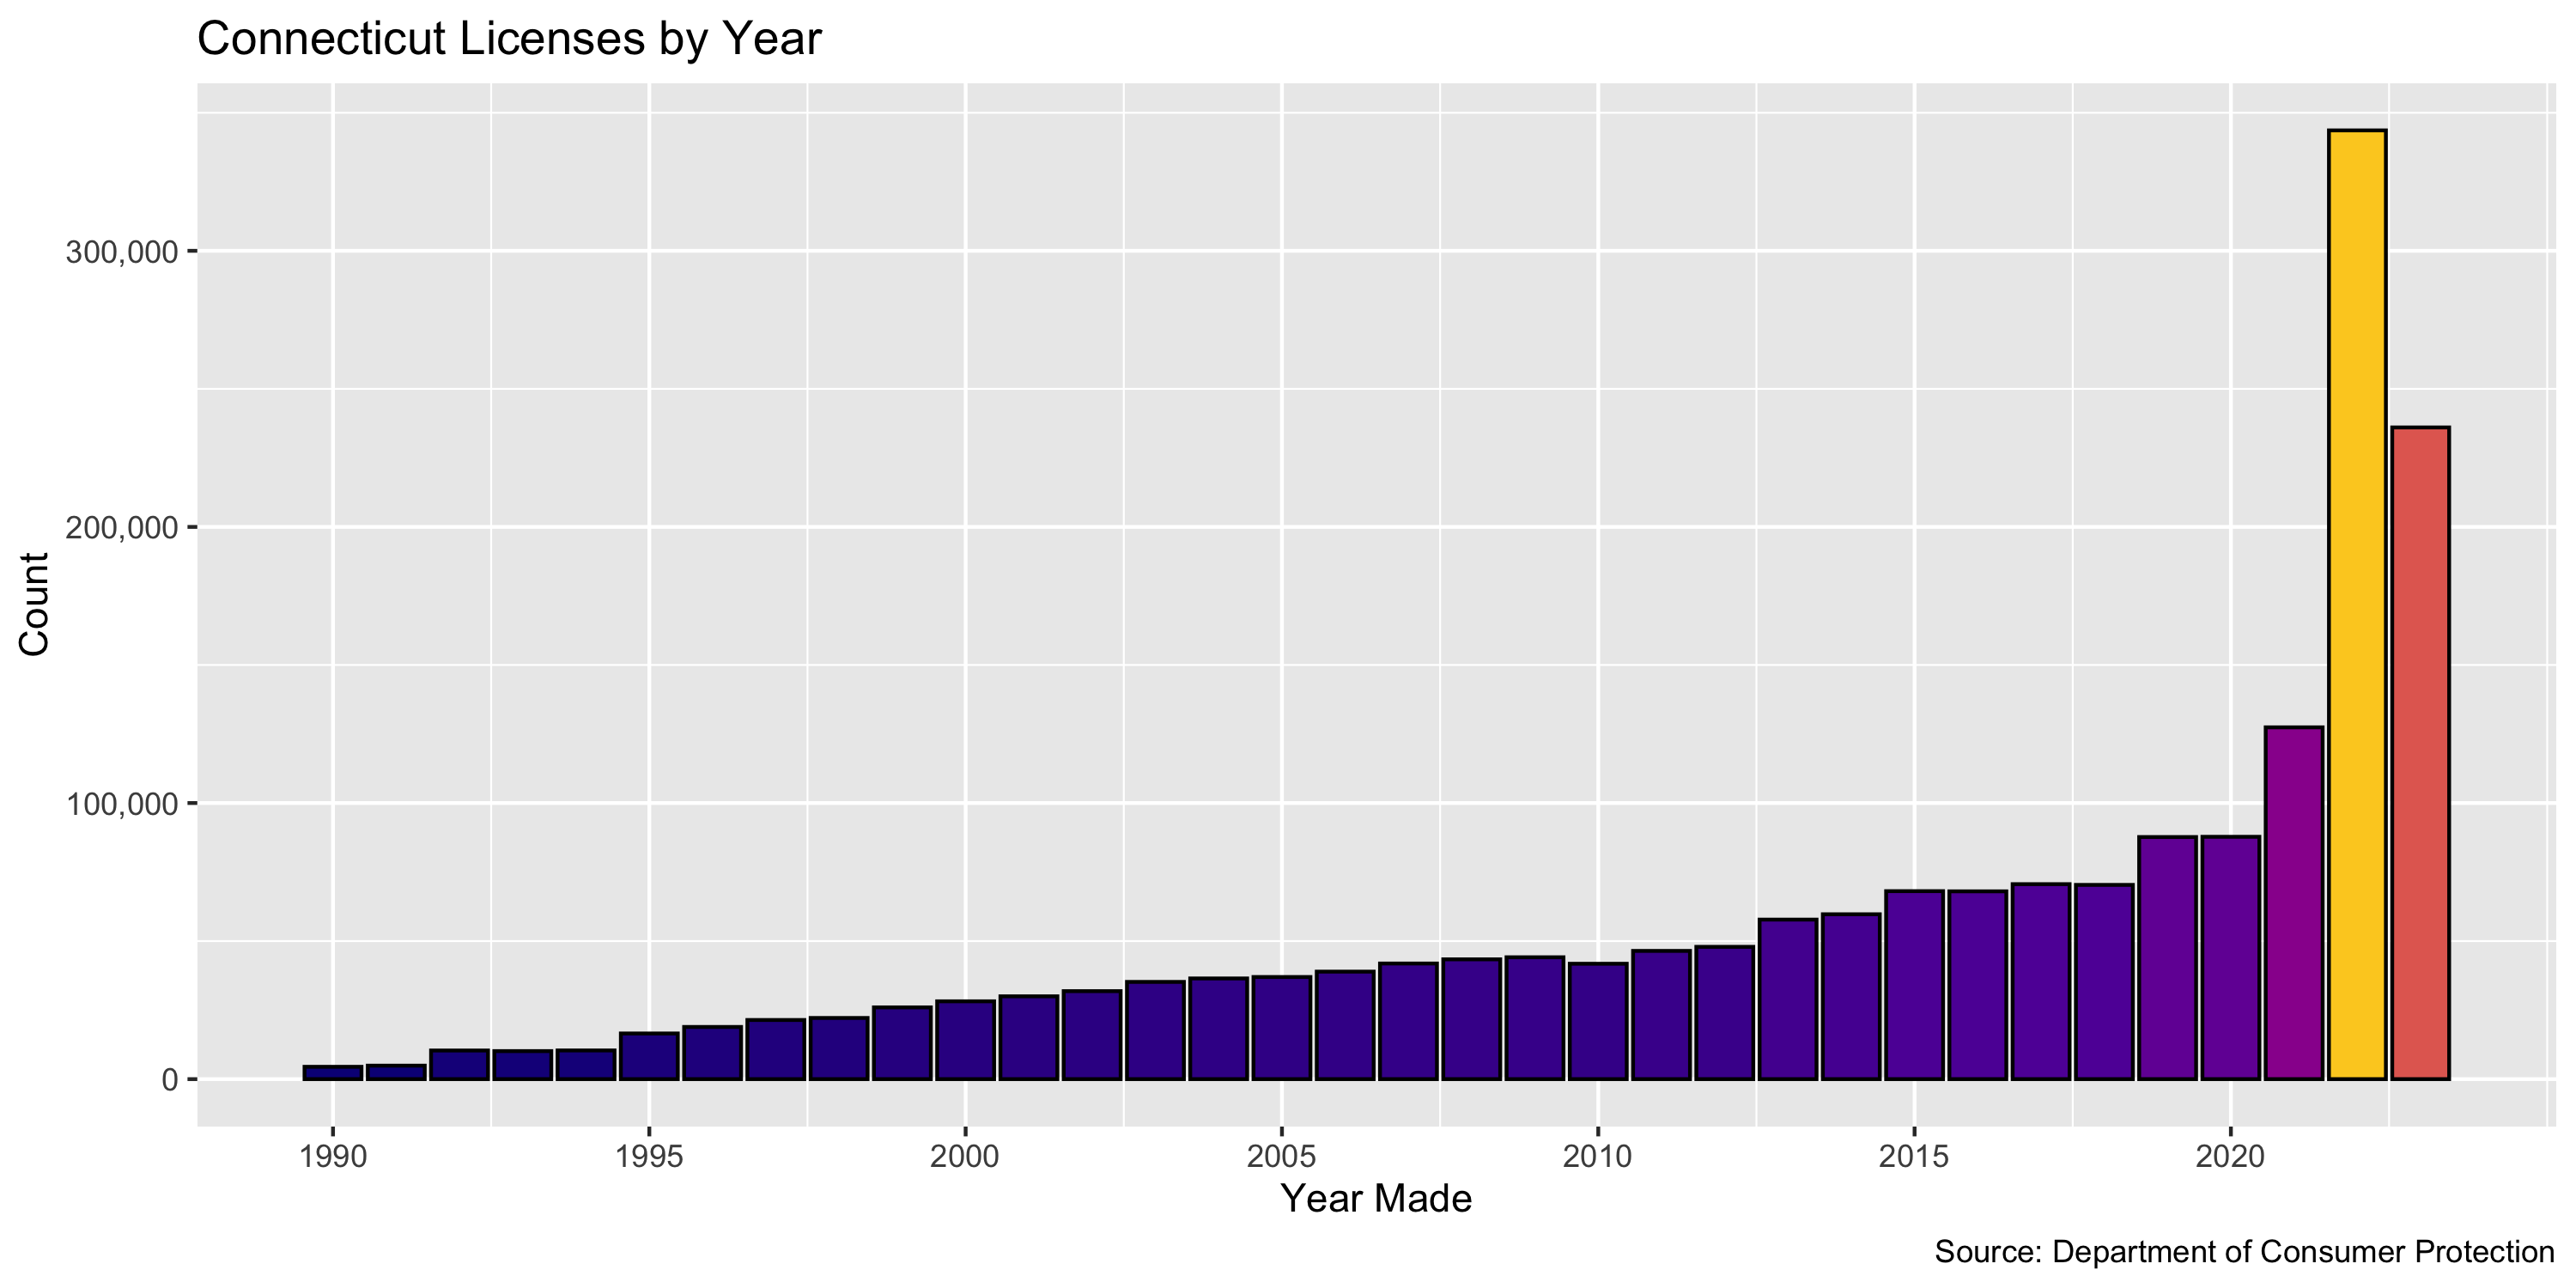 Connecticut Licenses by Year
300,000
200,000
100,000
0
Count
1990 1995 2000 2005 2010 2015 2020
Year Made
Source: Department of Consumer Protection